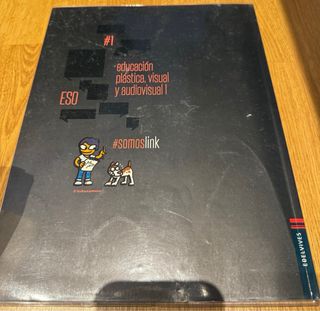 #1
-educación
plástica, visual
y audiovisual I
ESO
#somoslink
EDELVIVES